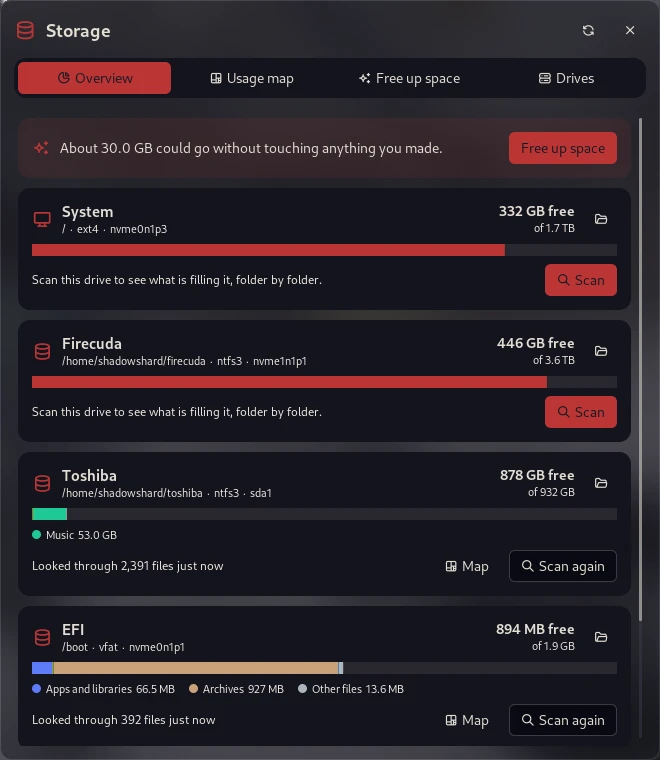 Storage
Overview
Usage map
Free up space
Drives
About 30.0 GB could go without touching anything you made.
Free up space
System
332 GB free
/ · ext4 · nvme0n1p3
of 1.7 TB
Scan this drive to see what is filling it, folder by folder.
Scan
Firecuda
446 GB free
/home/shadowshard/firecuda · ntfs3 · nvme1n1p1
of 3.6 TB
Scan this drive to see what is filling it, folder by folder.
Scan
Toshiba
878 GB free
/home/shadowshard/toshiba · ntfs3 · sda1
of 932 GB
Music 53.0 GB
Looked through 2,391 files just now
Map
Scan again
EFI
894 MB free
/boot · vfat · nvme0n1p1
of 1.9 GB
Apps and libraries 66.5 MB
Archives 927 MB
Other files 13.6 MB
Looked through 392 files just now
Map
Scan again